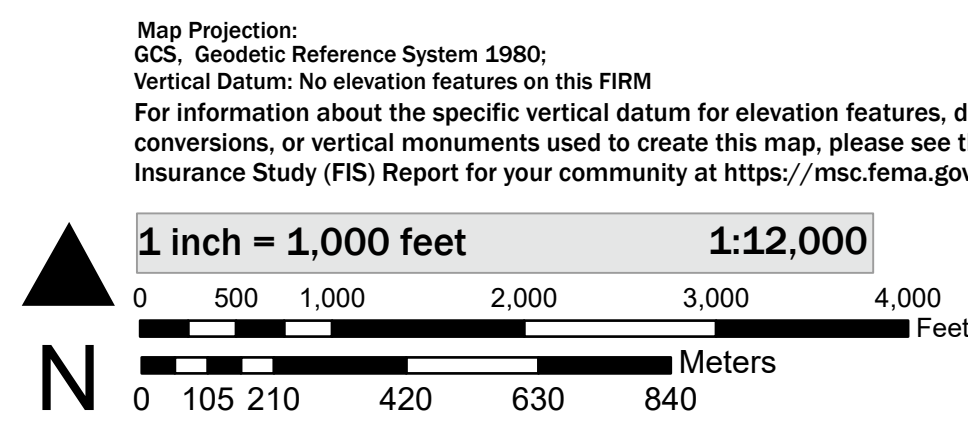 Map Projection:
GCS, Geodetic Reference System 1980;
Vertical Datum: No elevation features on this FIRM
For information about the specific vertical datum for elevation features, d
conversions, or vertical monuments used to create this map, please see t
Insurance Study (FIS) Report for your community at https://msc.fema.gov
1 inch = 1,000 feet 1:12,000
0 500 1,000 2,000 3,000 4,000
Feet
N
Meters
0 105 210 420 630 840